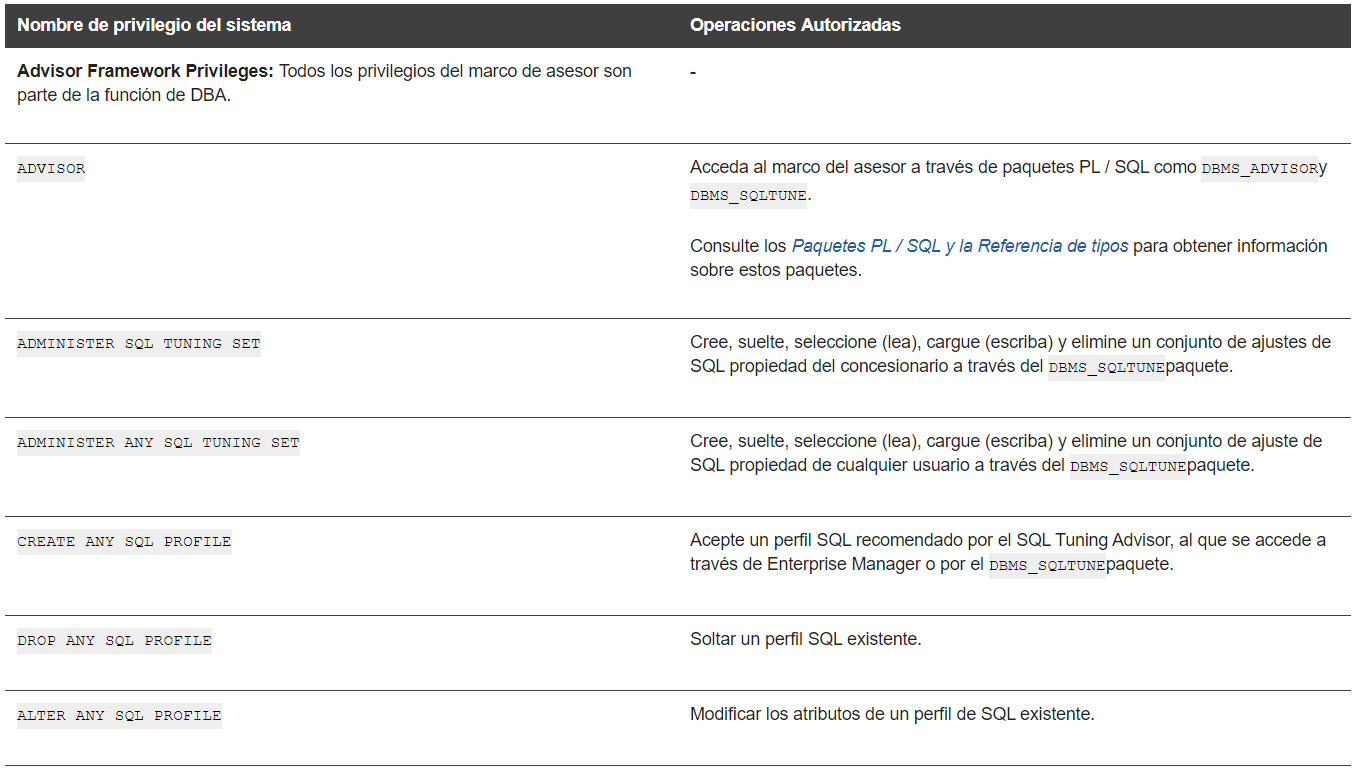 Nombre de privilegio del sistema
Operaciones Autorizadas
Advisor Framework Privileges: Todos los privilegios del marco de asesor son
parte de la función de DBA.
-
ADVISOR
Acceda al marco del asesor a través de paquetes PL / SQL como DBMS_ADVISORy
DBMS_SQLTUNE.
Consulte los Paquetes PL / SQL y la Referencia de tipos para obtener información
sobre estos paquetes.
ADMINISTER SQL TUNING SET
Cree, suelte, seleccione (lea), cargue (escriba) y elimine un conjunto de ajustes de
SQL propiedad del concesionario a través del DBMS_SQLTUNEpaquete.
ADMINISTER ANY SQL TUNING SET
Cree, suelte, seleccione (lea), cargue (escriba) y elimine un conjunto de ajuste de
SQL propiedad de cualquier usuario a través del DBMS_SQLTUNEpaquete.
CREATE ANY SQL PROFILE
Acepte un perfil SQL recomendado por el SQL Tuning Advisor, al que se accede a
través de Enterprise Manager o por el DBMS_SQLTUNEpaquete.
DROP ANY SQL PROFILE
Soltar un perfil SQL existente.
ALTER ANY SQL PROFILE
Modificar los atributos de un perfil de SQL existente.